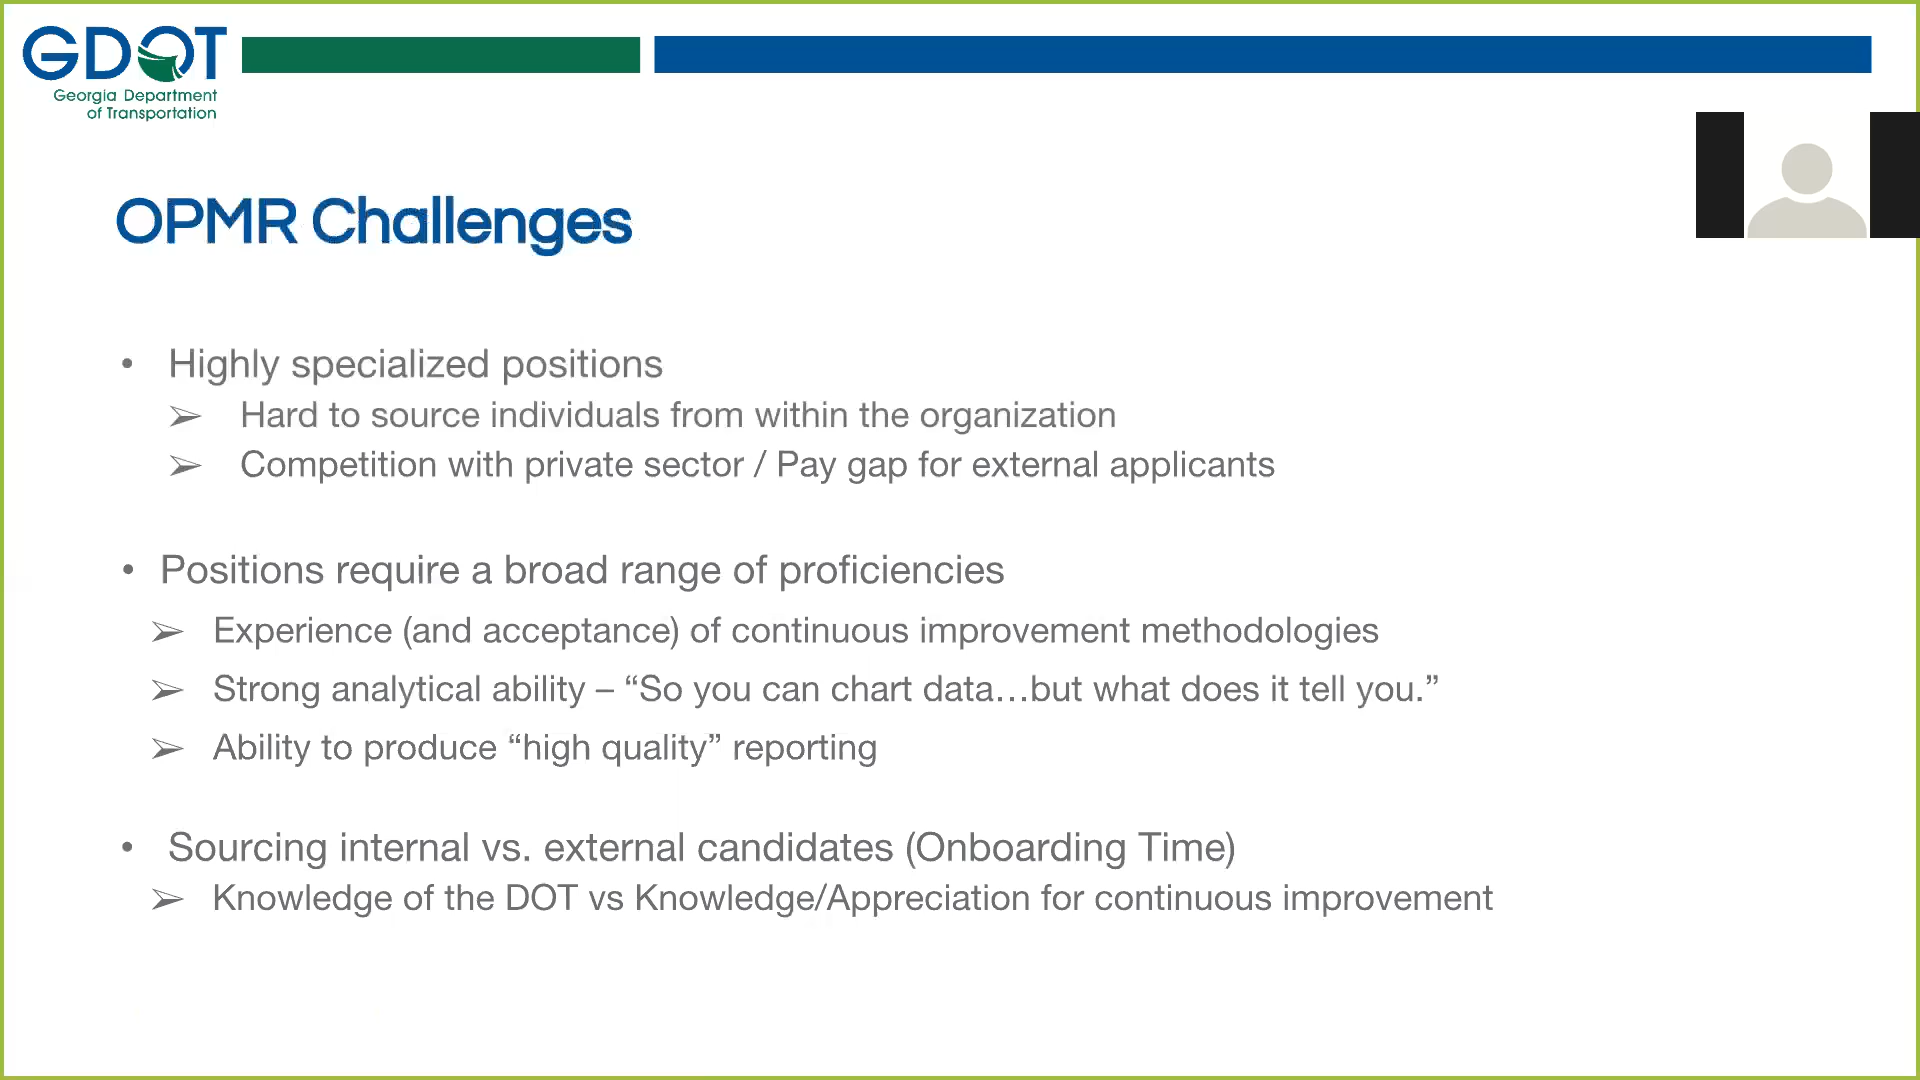 GDOT
Georgia Department
of Transportation
OPMR Challenges
• Highly specialized positions
➢ Hard to source individuals from within the organization
➢ Competition with private sector / Pay gap for external applicants
• Positions require a broad range of proficiencies
➢ Experience (and acceptance) of continuous improvement methodologies
➢ Strong analytical ability – “So you can chart data…but what does it tell you.”
➢ Ability to produce “high quality” reporting
• Sourcing internal vs. external candidates (Onboarding Time)
➢ Knowledge of the DOT vs Knowledge/Appreciation for continuous improvement